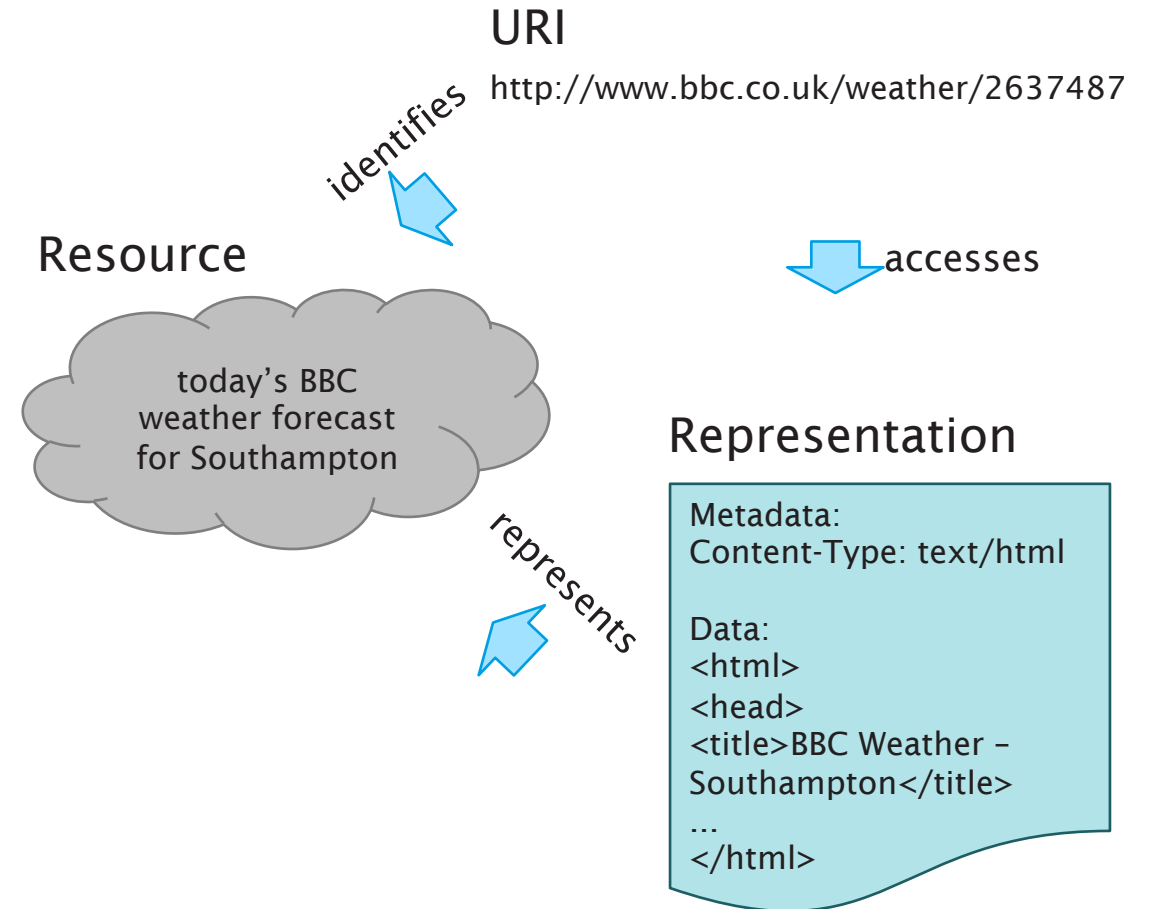 URI
http://www.bbc.co.uk/weather/2637487
identifies
Resource
accesses
today’s BBC
weather forecast
for Southampton
Representation
represents
Metadata:
Content-Type: text/html
Data:
<html>
<head>
<title>BBC Weather –
Southampton</title>
...
</html>